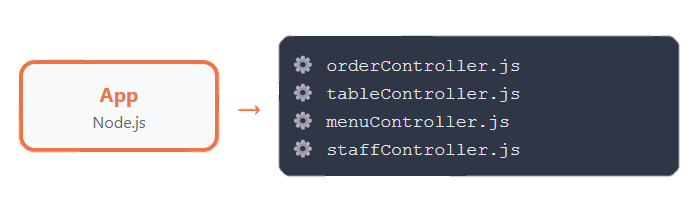 App
Node.js
orderController.js
tableController.js
menuController.js
staffController.js